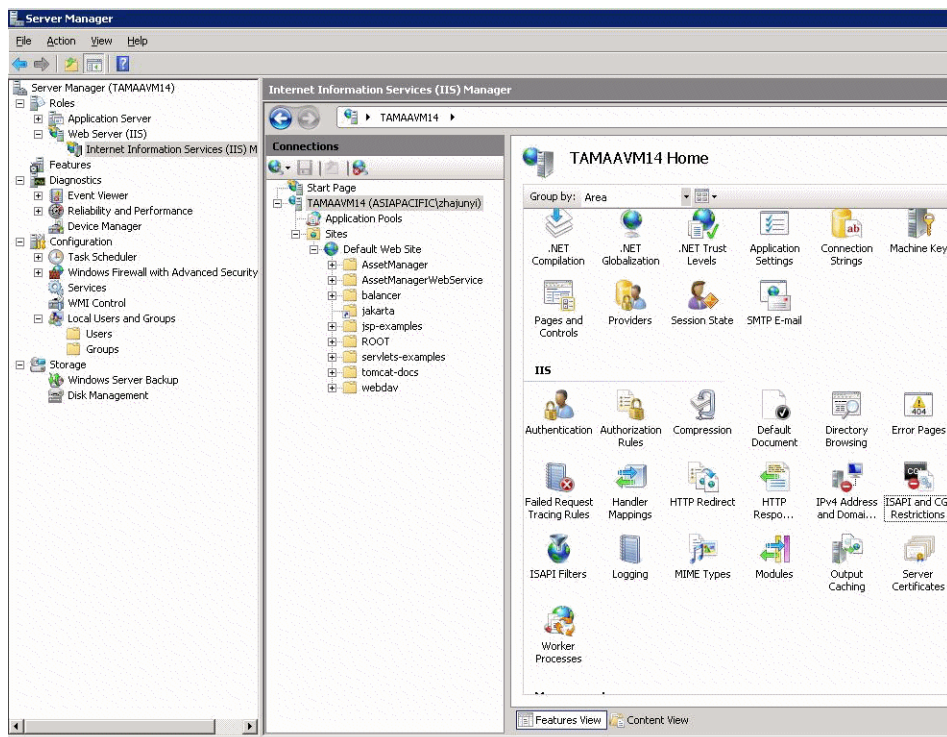 Server Manager
File Action View Help
Server Manager (TAMAAVM14)
Roles
Application Server
Web Server (IIS)
Internet Information Services (IIS) M
Features
Diagnostics
Event Viewer
Reliability and Performance
Device Manager
Configuration
Task Scheduler
Windows Firewall with Advanced Security
Services
WMI Control
Local Users and Groups
Users
Groups
Storage
Windows Server Backup
Disk Management
Internet Information Services (IIS) Manager
TAMAAVM14
Connections
Start Page
TAMAAVM14 (ASIAPACIFIC\zhajunyi)
Application Pools
Sites
Default Web Site
AssetManager
AssetManagerWebService
balancer
jakarta
jsp-examples
ROOT
servlets-examples
tomcat-docs
webdav
TAMAAVM14 Home
Group by: Area
.NET .NET .NET Trust Application Connection Machine Key
Compilation Globalization Levels Settings Strings
Pages and Providers Session State SMTP E-mail
Controls
IIS
Authentication Authorization Compression Default Directory Error Pages
Rules Document Browsing
Failed Request Handler HTTP Redirect HTTP IPv4 Address ISAPI and CG
Tracing Rules Mappings Respo... and Domai... Restrictions
ISAPI Filters Logging MIME Types Modules Output Server
Caching Certificates
Worker
Processes
Features View Content View